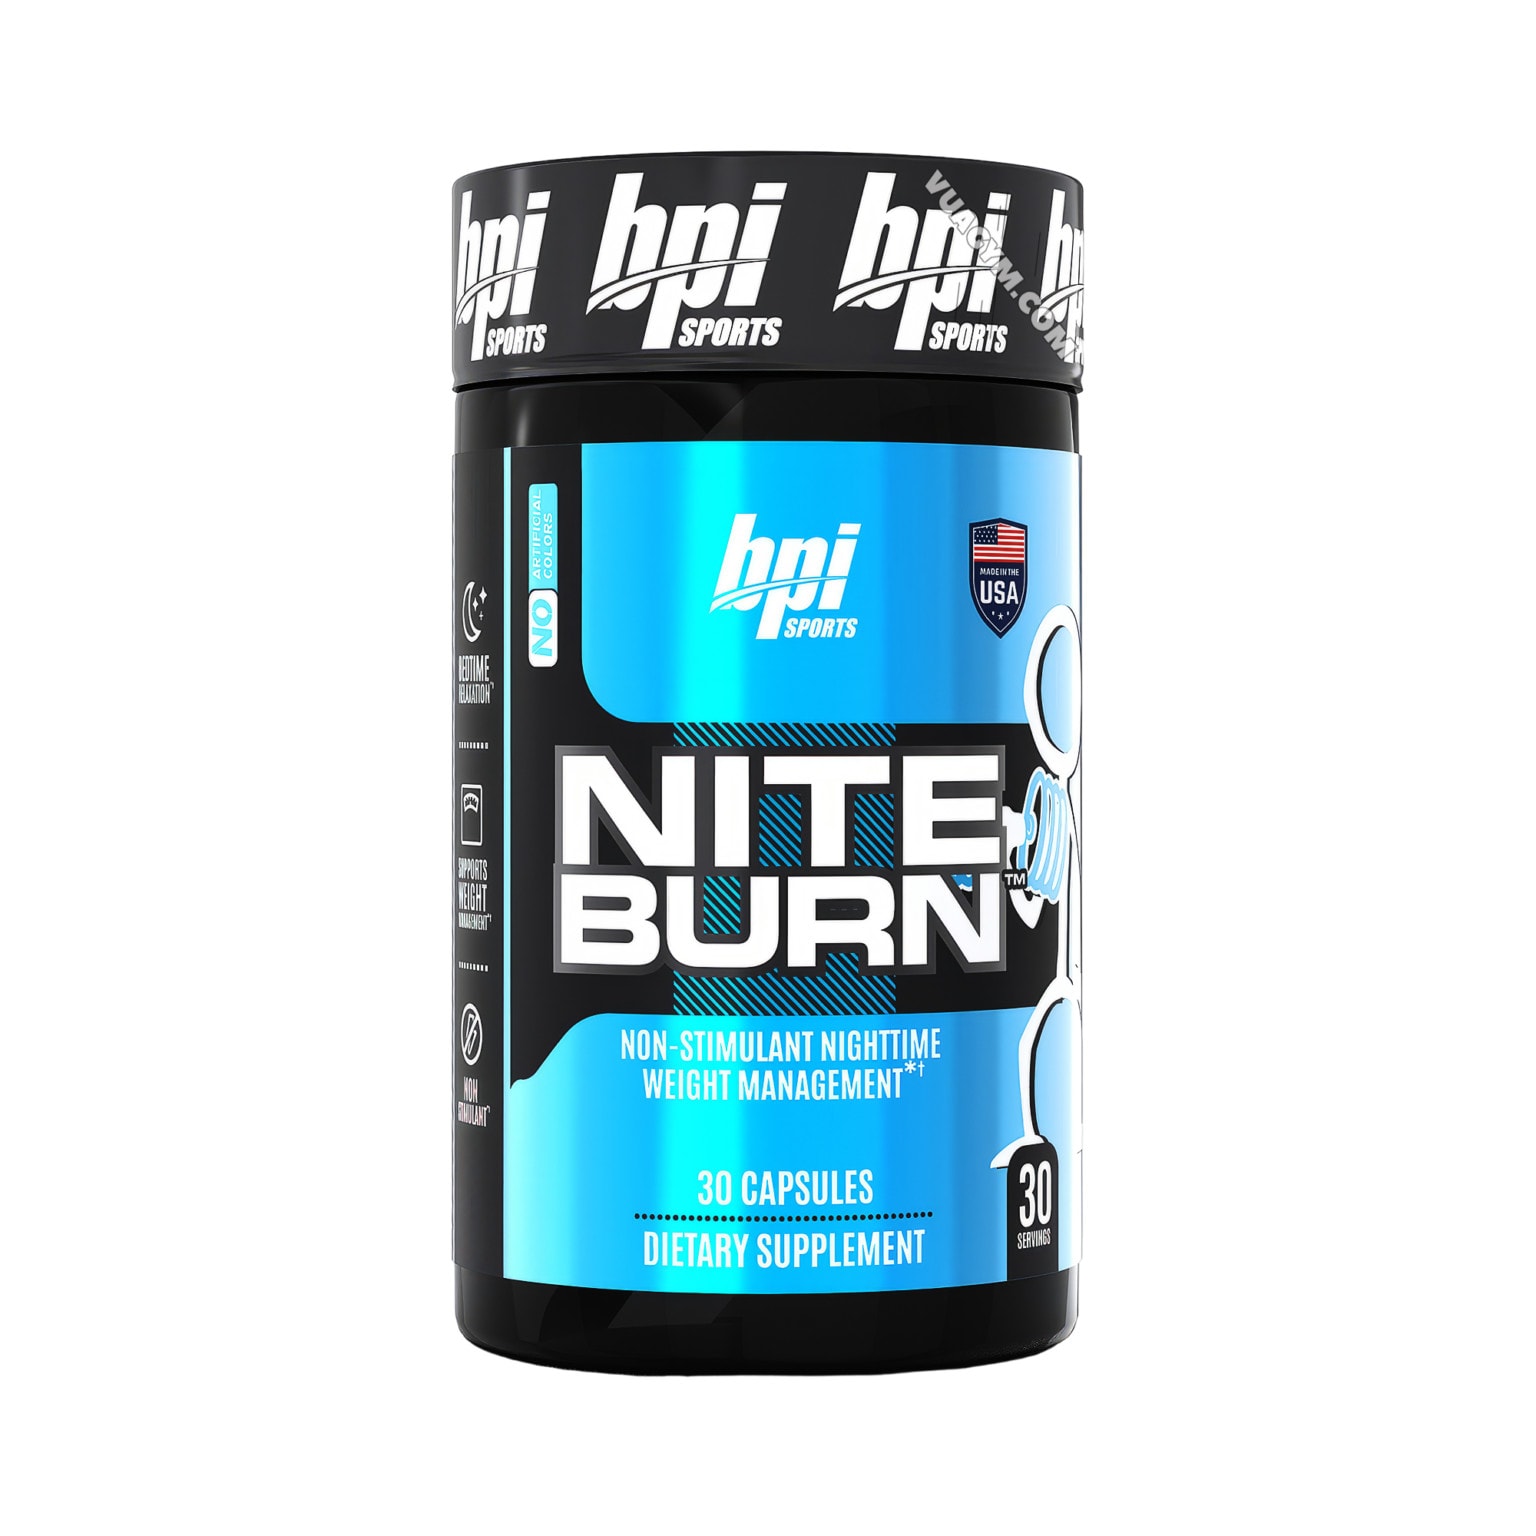 bpi
SPORTS
bpi
SPORTS
bpi
SPORTS
VUAGYM.COM
NO
ARTIFICIAL
COLORS
bpi
SPORTS
MADE IN THE
USA
BEDTIME
RELAXATION
SUPPORTS
WEIGHT
MANAGEMENT*†
NON
STIMULANT
NITE
BURN™
NON-STIMULANT NIGHTTIME
WEIGHT MANAGEMENT*†
30 CAPSULES
DIETARY SUPPLEMENT
30
SERVINGS